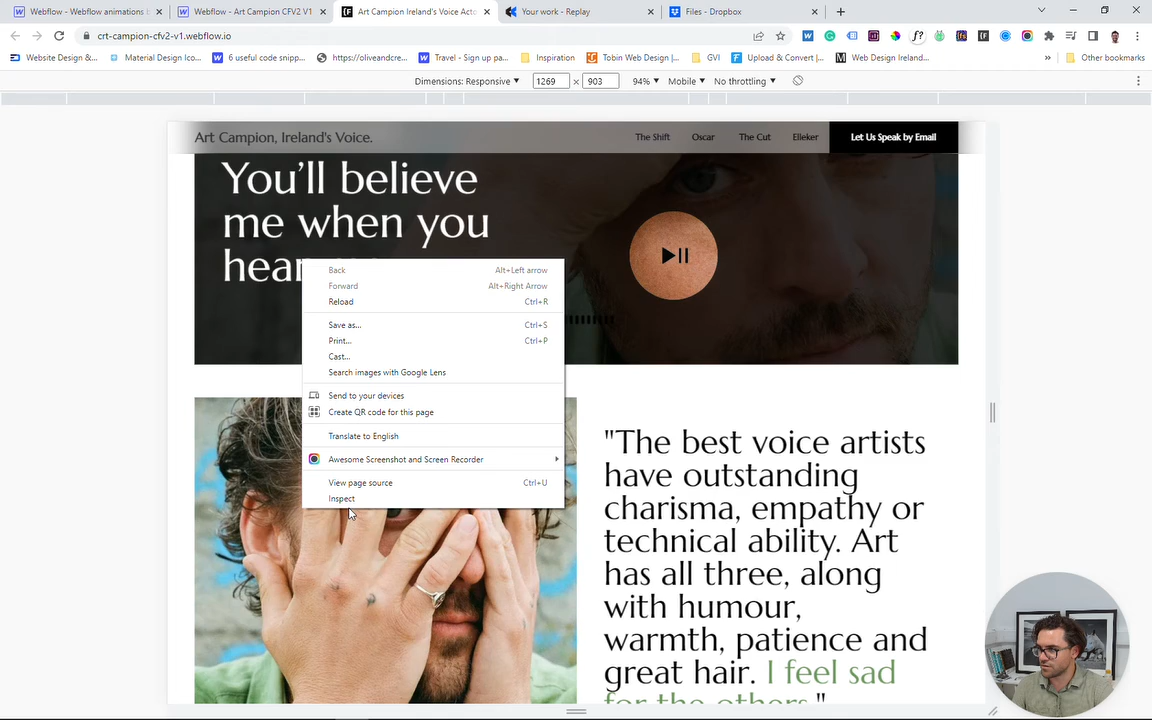 Webflow - Webflow animations b
Webflow - Art Campion CFV2 V1
Art Campion Ireland's Voice Acto
Your work - Replay
Files - Dropbox
crt-campion-cfv2-v1.webflow.io
Website Design &...
Material Design Ico...
6 useful code snipp...
https://oliveandcre...
Travel - Sign up pa...
Inspiration
Tobin Web Design |...
GVI
Upload & Convert |...
Web Design Ireland...
»
Other bookmarks
Dimensions: Responsive
1269 × 903
94%
Mobile
No throttling
Art Campion, Ireland's Voice.
The Shift
Oscar
The Cut
Elleker
Let Us Speak by Email
You'll believe
me when you
hear
Back Alt+Left arrow
Forward Alt+Right Arrow
Reload Ctrl+R
Save as... Ctrl+S
Print... Ctrl+P
Cast...
Search images with Google Lens
Send to your devices
Create QR code for this page
Translate to English
Awesome Screenshot and Screen Recorder
View page source Ctrl+U
Inspect
"The best voice artists
have outstanding
charisma, empathy or
technical ability. Art
has all three, along
with humour,
warmth, patience and
great hair. I feel sad
for the others."